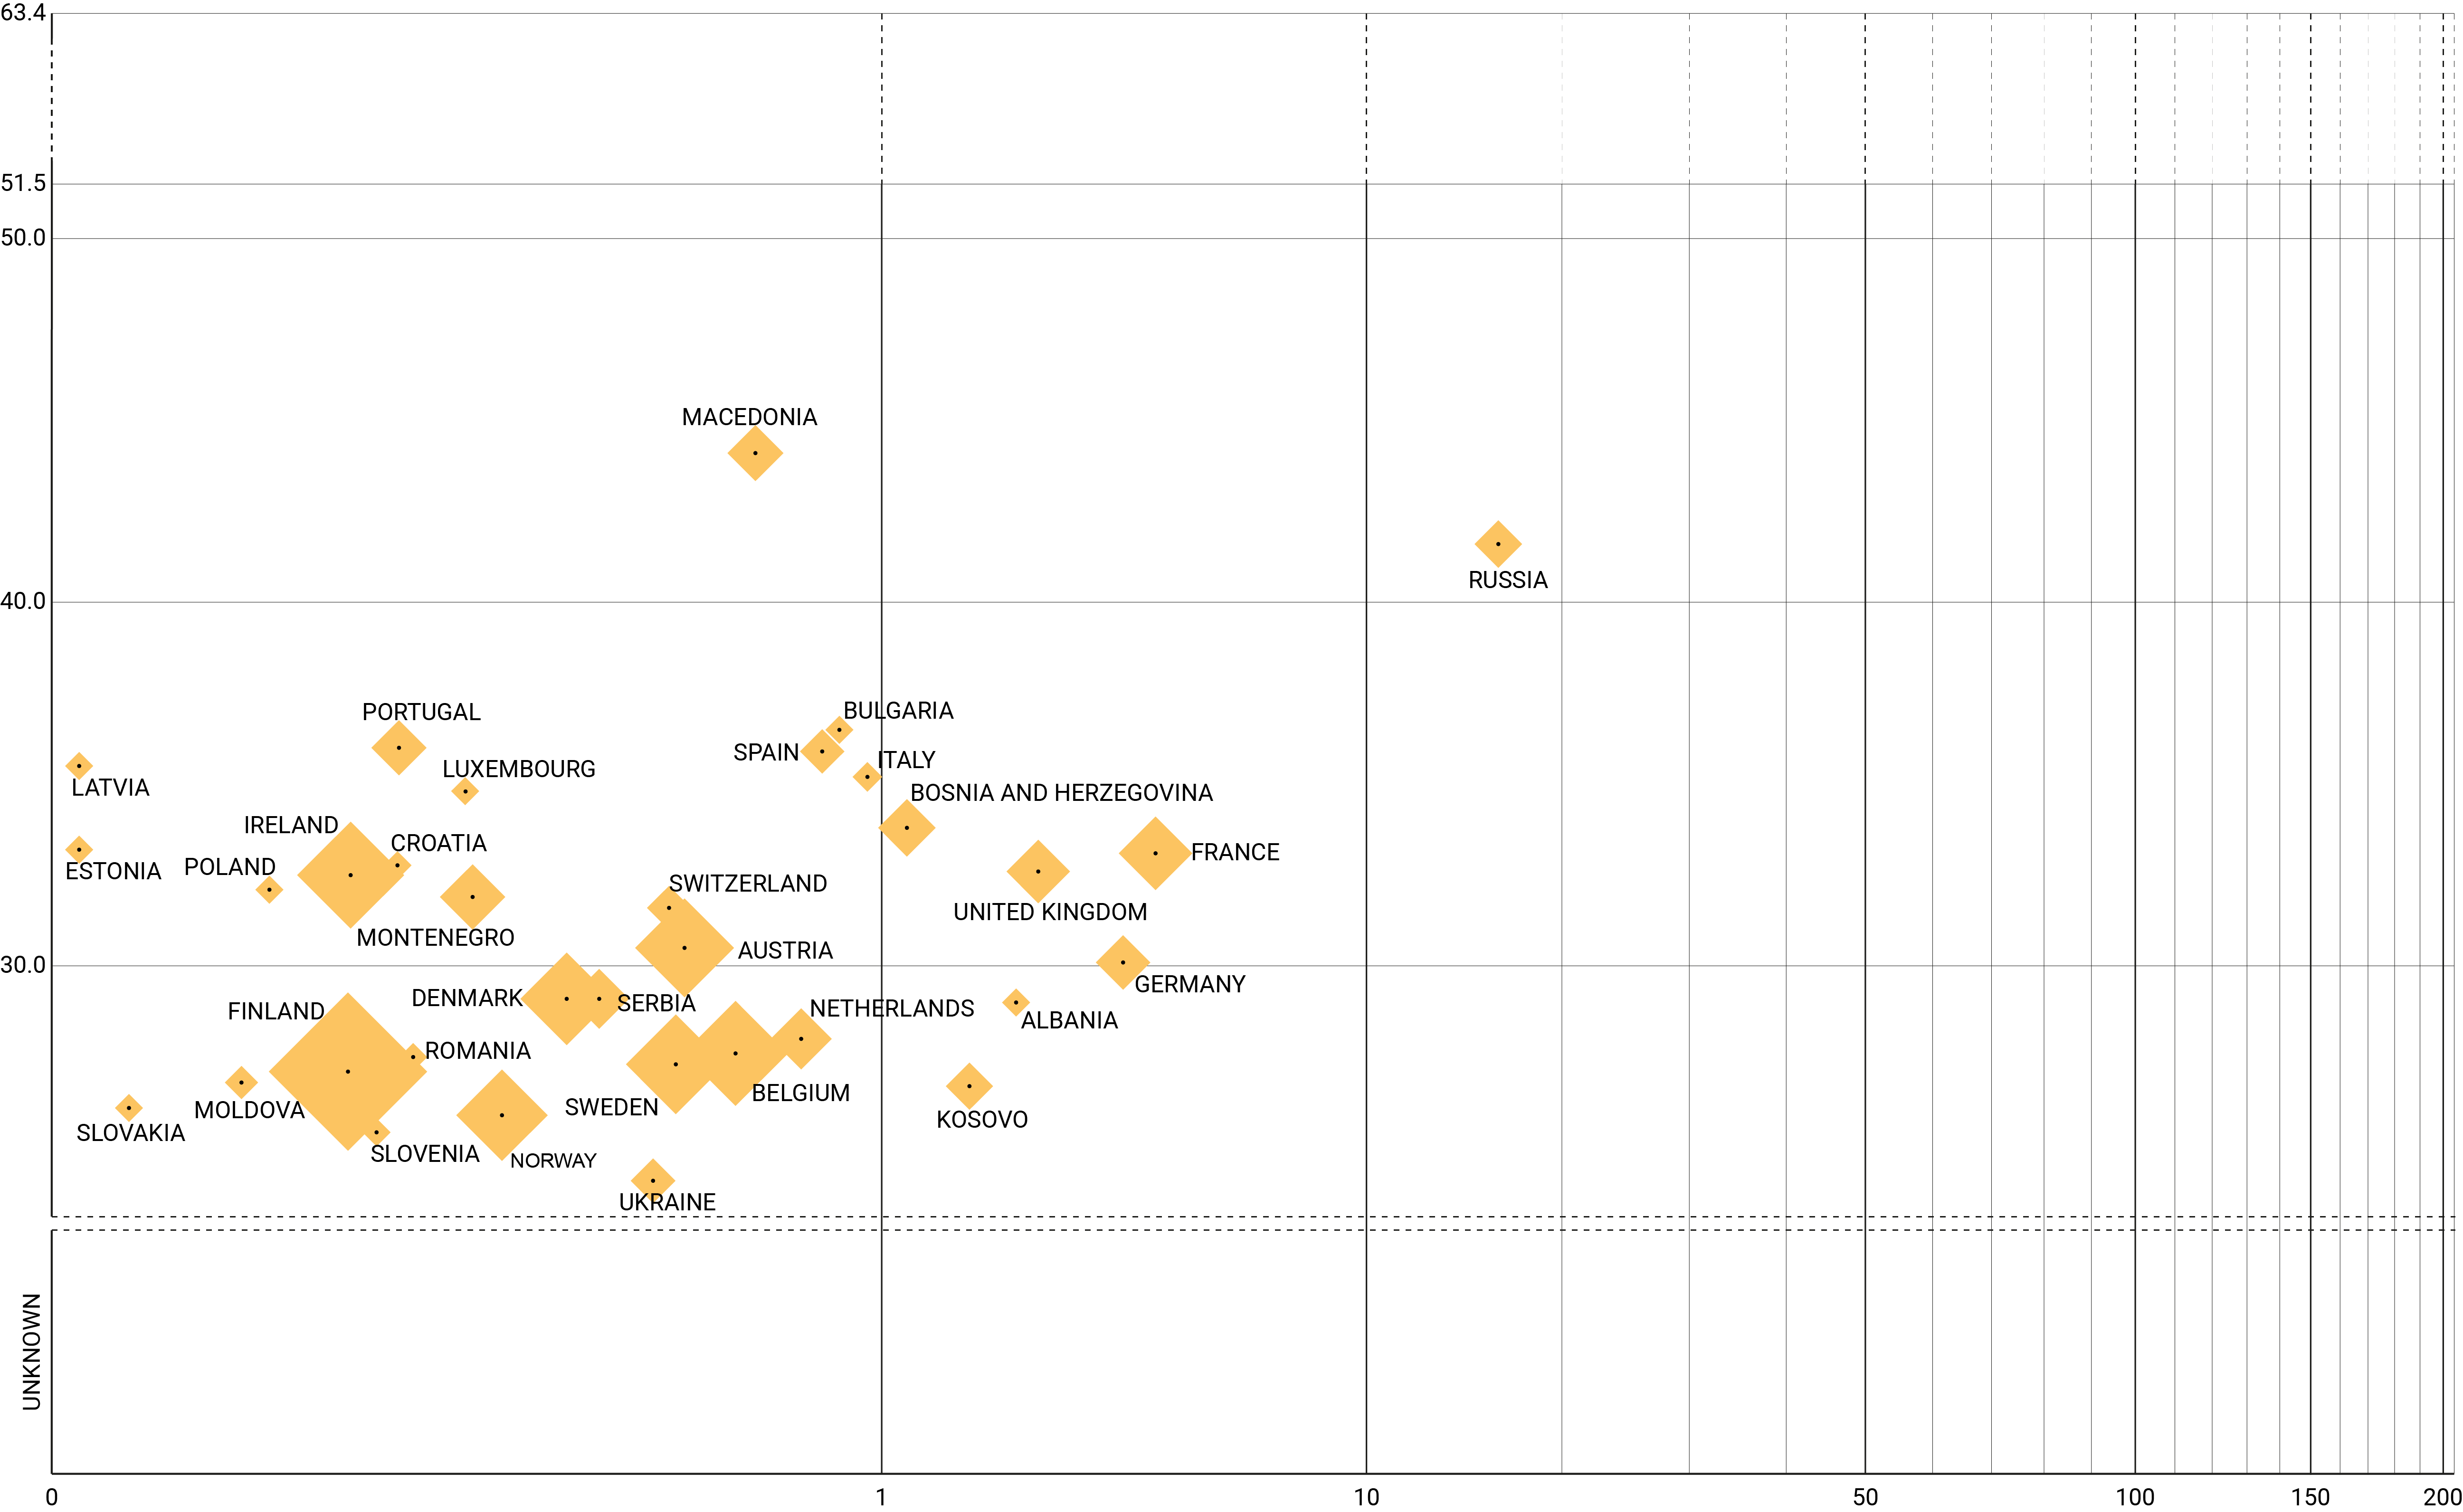 63.4
51.5
50.0
MACEDONIA
RUSSIA
40.0
BULGARIA
PORTUGAL
SPAIN
ITALY
LUXEMBOURG
LATVIA
BOSNIA AND HERZEGOVINA
IRELAND
CROATIA
FRANCE
POLAND
ESTONIA
SWITZERLAND
UNITED KINGDOM
MONTENEGRO
AUSTRIA
30.0
GERMANY
DENMARK
SERBIA
NETHERLANDS
FINLAND
ALBANIA
ROMANIA
BELGIUM
SWEDEN
MOLDOVA
KOSOVO
SLOVAKIA
SLOVENIA
NORWAY
UKRAINE
UNKNOWN
0
1
10
50
100
150
200